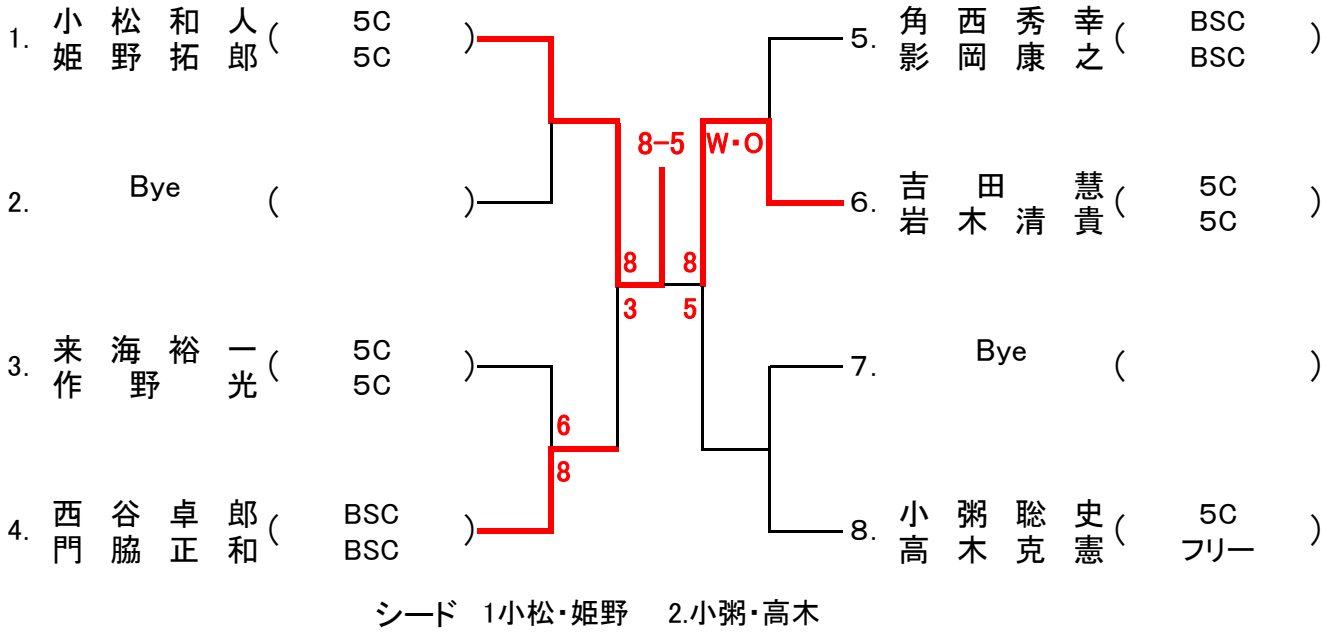 1. 小松和人 ( 5C )
姫野拓郎 5C
2. Bye ( )
3. 来海裕一 ( 5C )
作野光 5C
4. 西谷卓郎 ( BSC )
門脇正和 BSC
8-5
W・O
8
3
8
5
6
8
5. 角西秀幸 ( BSC )
影岡康之 BSC
6. 吉田慧 ( 5C )
岩木清貴 5C
7. Bye ( )
8. 小粥聡史 ( 5C )
高木克憲 フリー
シード 1小松・姫野 2.小粥・高木